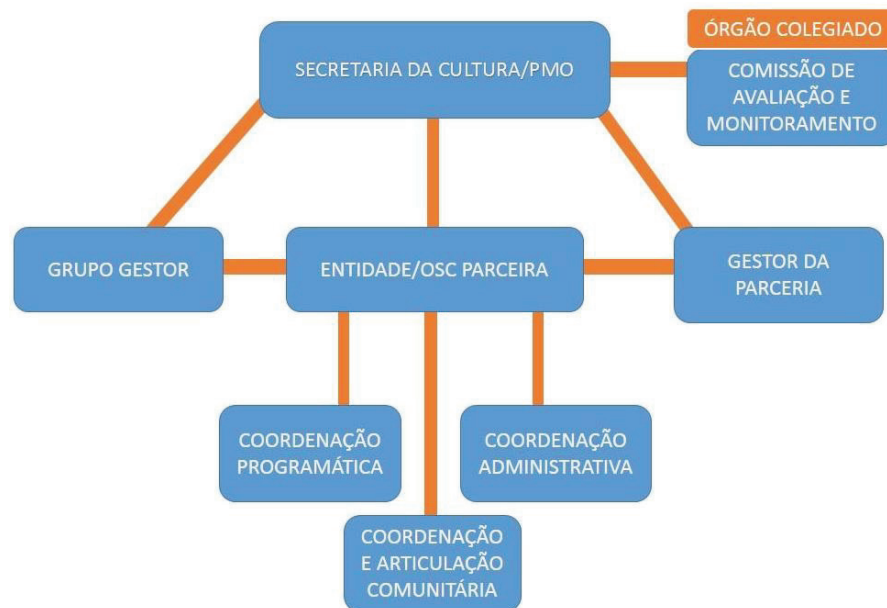 ÓRGÃO COLEGIADO
SECRETARIA DA CULTURA/PMO
COMISSÃO DE
AVALIAÇÃO E
MONITORAMENTO
GRUPO GESTOR
ENTIDADE/OSC PARCEIRA
GESTOR DA
PARCERIA
COORDENAÇÃO
PROGRAMÁTICA
COORDENAÇÃO
ADMINISTRATIVA
COORDENAÇÃO
E ARTICULAÇÃO
COMUNITÁRIA